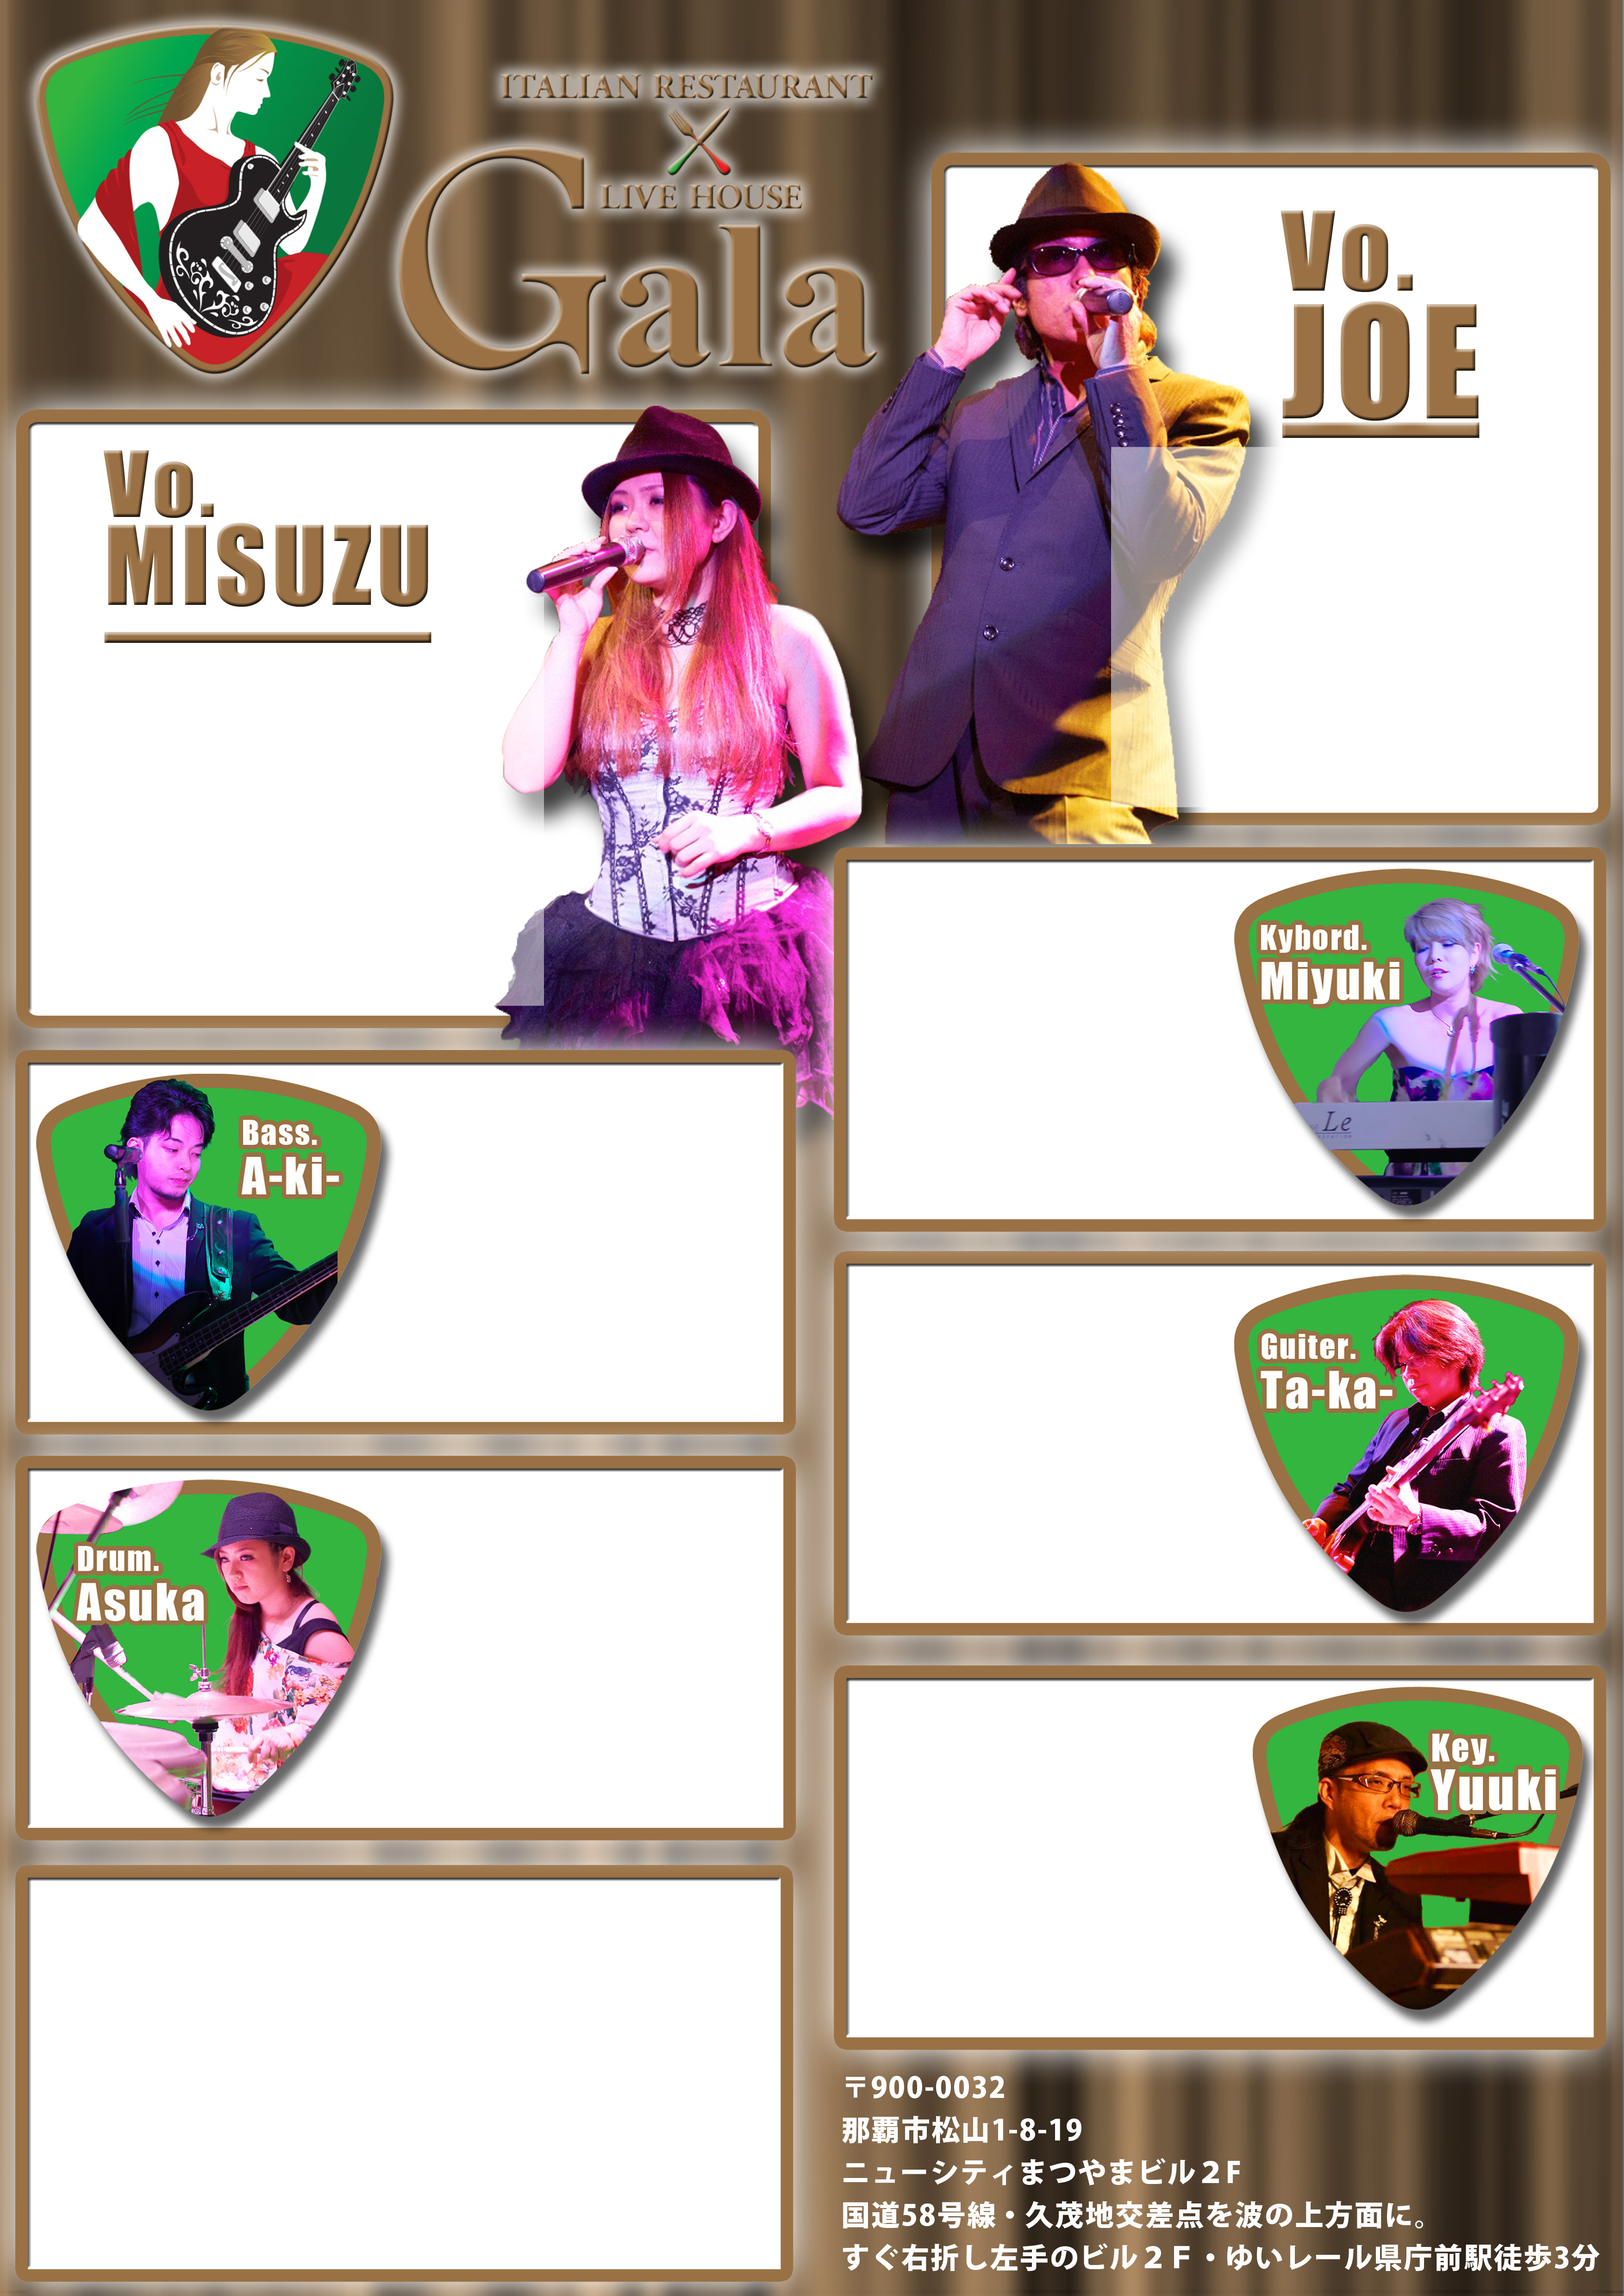 ITALIAN RESTAURANT
LIVE HOUSE
Gala
Vo.
JOE
Vo.
MISUZU
Kybord.
Miyuki
Le
Bass.
A-ki-
Guiter.
Ta-ka-
Drum.
Asuka
Key.
Yuuki
〒900-0032
那覇市松山1-8-19
ニューシティまつやまビル２F
国道58号線・久茂地交差点を波の上方面に。
すぐ右折し左手のビル２Ｆ・ゆいレール県庁前駅徒歩3分